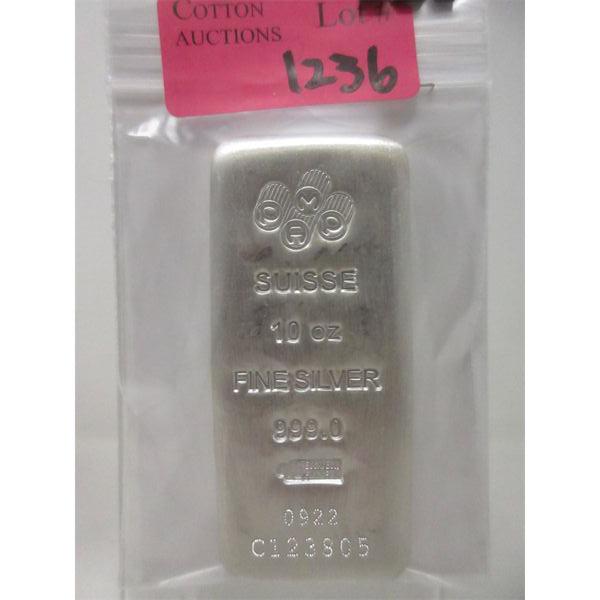 COTTON
AUCTIONS
Lot #
1236
PAMP
SUISSE
10 oz
FINE SILVER
999.0
0922
C123805